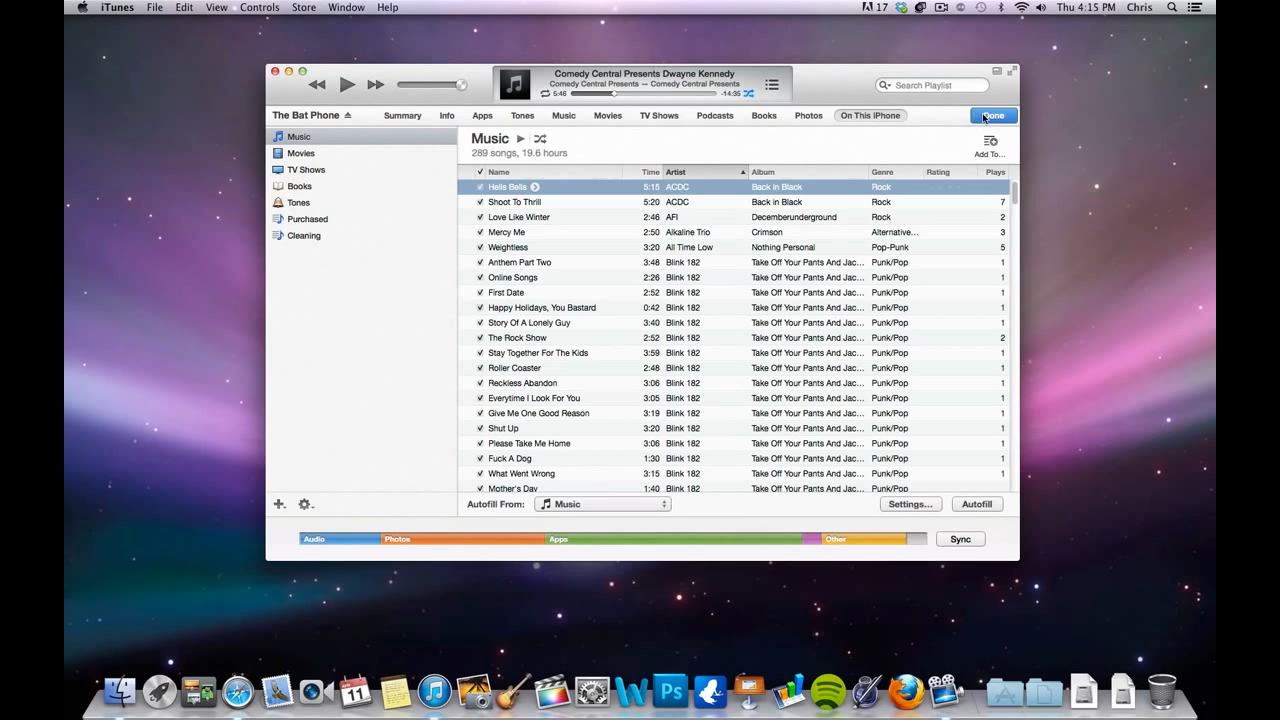 iTunes File Edit View Controls Store Window Help
17 Thu 4:15 PM Chris
Comedy Central Presents Dwayne Kennedy
Comedy Central Presents — Comedy Central Presents
5:46 -14:35
Search Playlist
The Bat Phone Summary Info Apps Tones Music Movies TV Shows Podcasts Books Photos On This iPhone Done
Music
Movies
TV Shows
Books
Tones
Purchased
Cleaning
Music
289 songs, 19.6 hours
Add To...
Name Time Artist Album Genre Rating Plays
Hells Bells 5:15 ACDC Back in Black Rock
Shoot To Thrill 5:20 ACDC Back in Black Rock 7
Love Like Winter 2:46 AFI Decemberunderground Rock 2
Mercy Me 2:50 Alkaline Trio Crimson Alternative... 3
Weightless 3:20 All Time Low Nothing Personal Pop-Punk 5
Anthem Part Two 3:48 Blink 182 Take Off Your Pants And Jac... Punk/Pop 1
Online Songs 2:26 Blink 182 Take Off Your Pants And Jac... Punk/Pop 1
First Date 2:52 Blink 182 Take Off Your Pants And Jac... Punk/Pop 1
Happy Holidays, You Bastard 0:42 Blink 182 Take Off Your Pants And Jac... Punk/Pop 1
Story Of A Lonely Guy 3:40 Blink 182 Take Off Your Pants And Jac... Punk/Pop 1
The Rock Show 2:52 Blink 182 Take Off Your Pants And Jac... Punk/Pop 2
Stay Together For The Kids 3:59 Blink 182 Take Off Your Pants And Jac... Punk/Pop 1
Roller Coaster 2:48 Blink 182 Take Off Your Pants And Jac... Punk/Pop 1
Reckless Abandon 3:06 Blink 182 Take Off Your Pants And Jac... Punk/Pop 1
Everytime I Look For You 3:05 Blink 182 Take Off Your Pants And Jac... Punk/Pop 1
Give Me One Good Reason 3:19 Blink 182 Take Off Your Pants And Jac... Punk/Pop 1
Shut Up 3:20 Blink 182 Take Off Your Pants And Jac... Punk/Pop 1
Please Take Me Home 3:06 Blink 182 Take Off Your Pants And Jac... Punk/Pop 1
Fuck A Dog 1:30 Blink 182 Take Off Your Pants And Jac... Punk/Pop 1
What Went Wrong 3:15 Blink 182 Take Off Your Pants And Jac... Punk/Pop 1
Mother's Day 1:40 Blink 182 Take Off Your Pants And Jac... Punk/Pop
Autofill From: Music Settings... Autofill
Audio Photos Apps Other Sync
APR
11
W
Ps